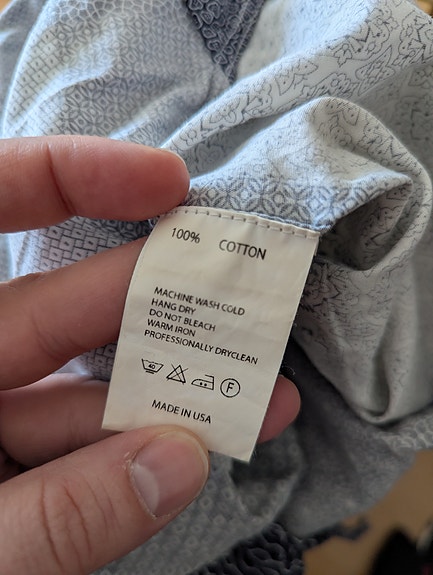 100% COTTON
MACHINE WASH COLD
HANG DRY
DO NOT BLEACH
WARM IRON
PROFESSIONALLY DRYCLEAN
40 F
MADE IN USA